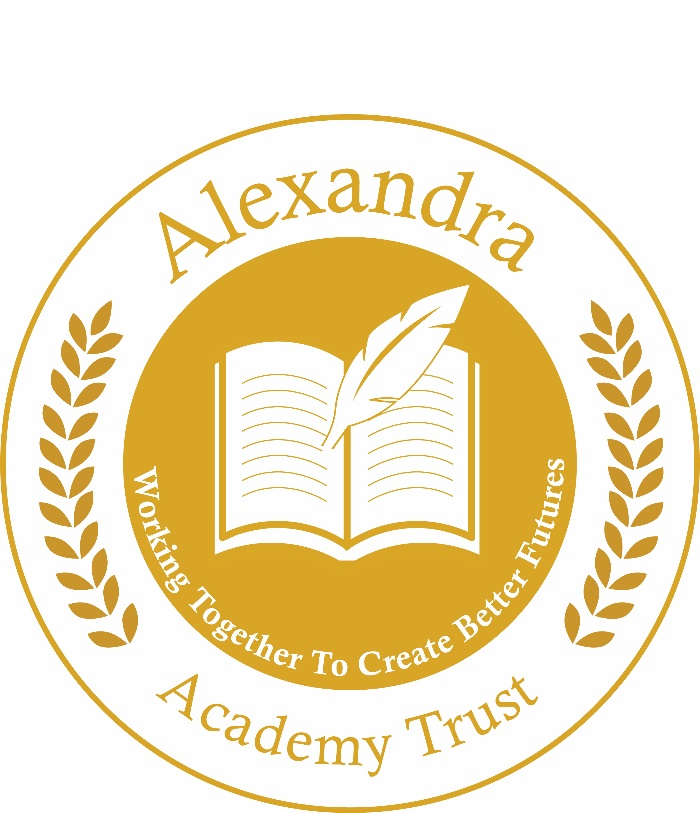 Alexandra
Working Together To Create Better Futures
Academy Trust